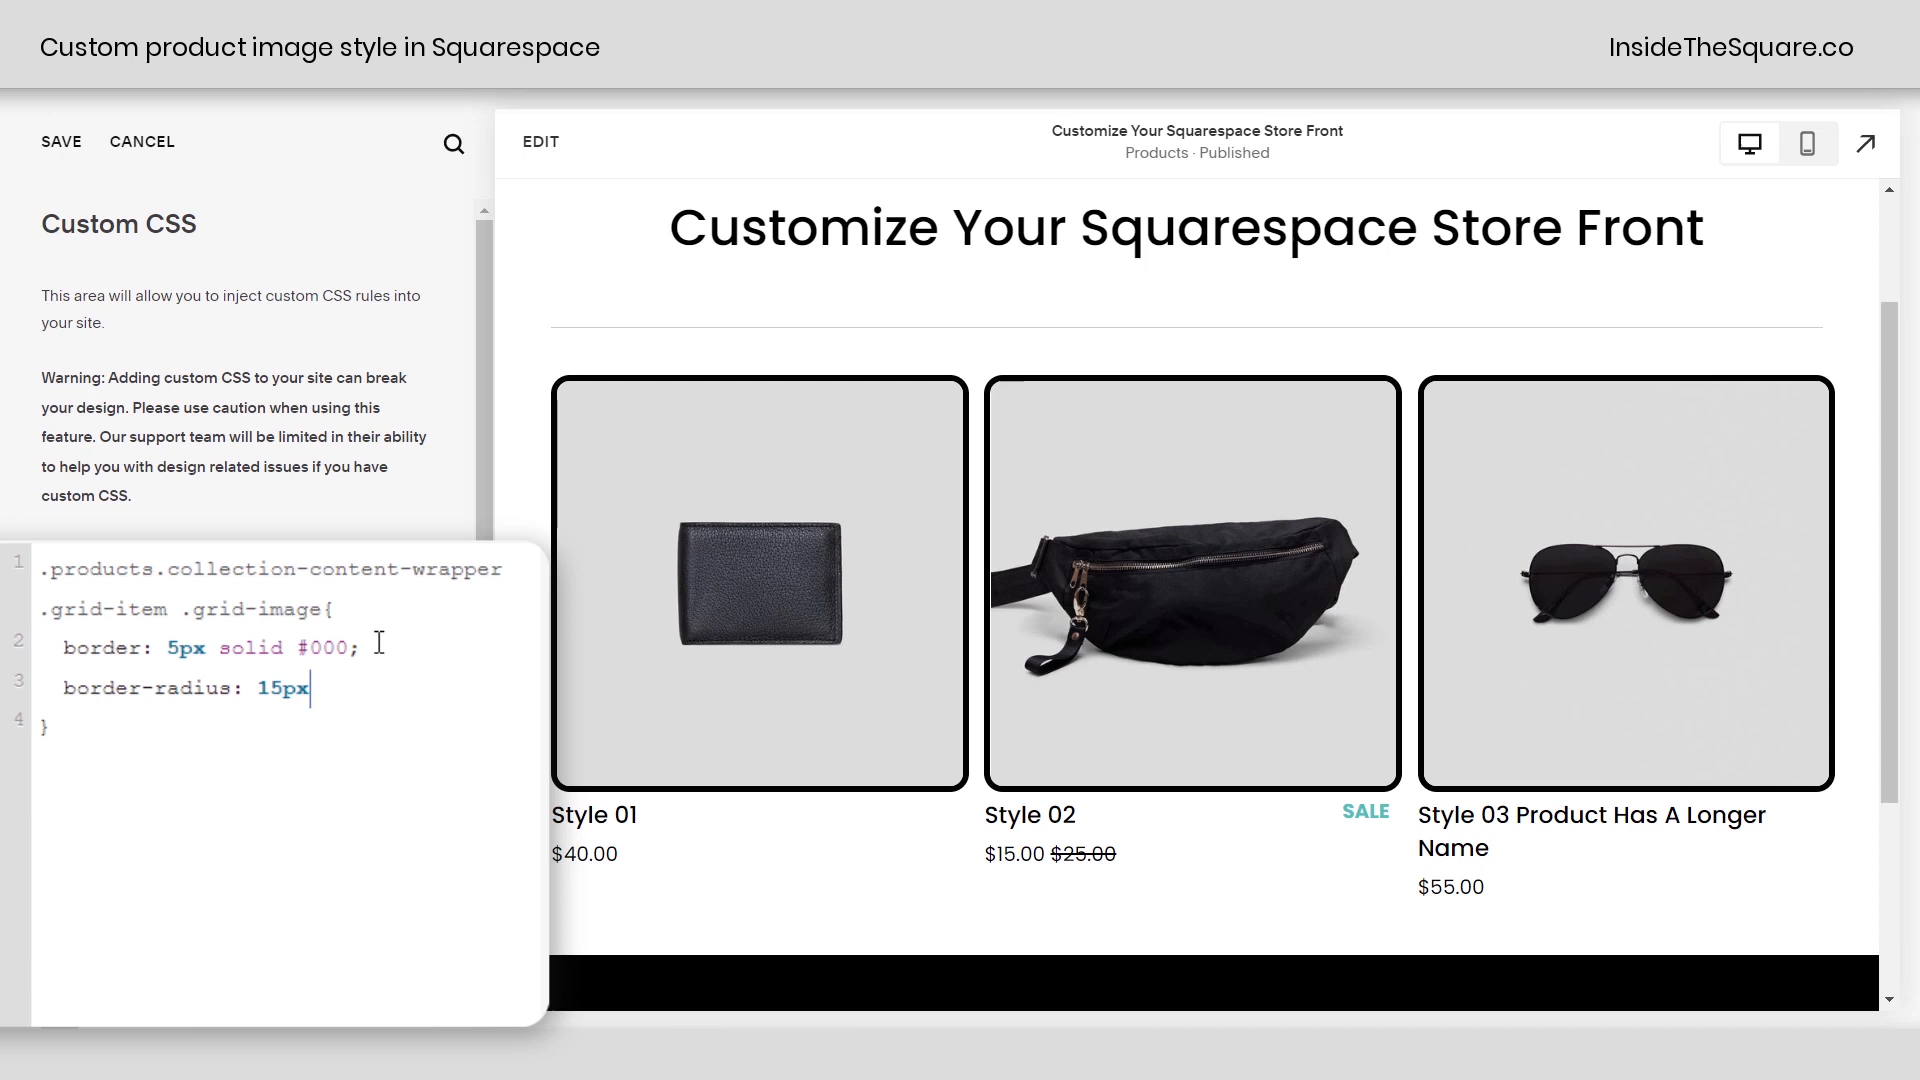 Custom product image style in Squarespace
InsideTheSquare.co
SAVE CANCEL
EDIT
Customize Your Squarespace Store Front
Products · Published
Custom CSS
This area will allow you to inject custom CSS rules into
your site.
Warning: Adding custom CSS to your site can break
your design. Please use caution when using this
feature. Our support team will be limited in their ability
to help you with design related issues if you have
custom CSS.
1 .products.collection-content-wrapper
.grid-item .grid-image{
2 border: 5px solid #000;
3 border-radius: 15px
4 }
Customize Your Squarespace Store Front
Style 01
$40.00
Style 02
SALE
$15.00 $25.00
Style 03 Product Has A Longer
Name
$55.00